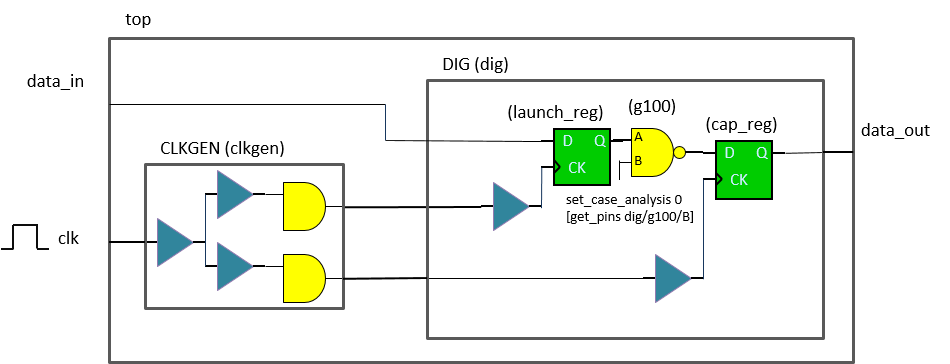 top
data_in
DIG (dig)
(launch_reg)
(g100)
(cap_reg)
data_out
D Q
CK
A
B
D Q
CK
CLKGEN (clkgen)
set_case_analysis 0
[get_pins dig/g100/B]
clk